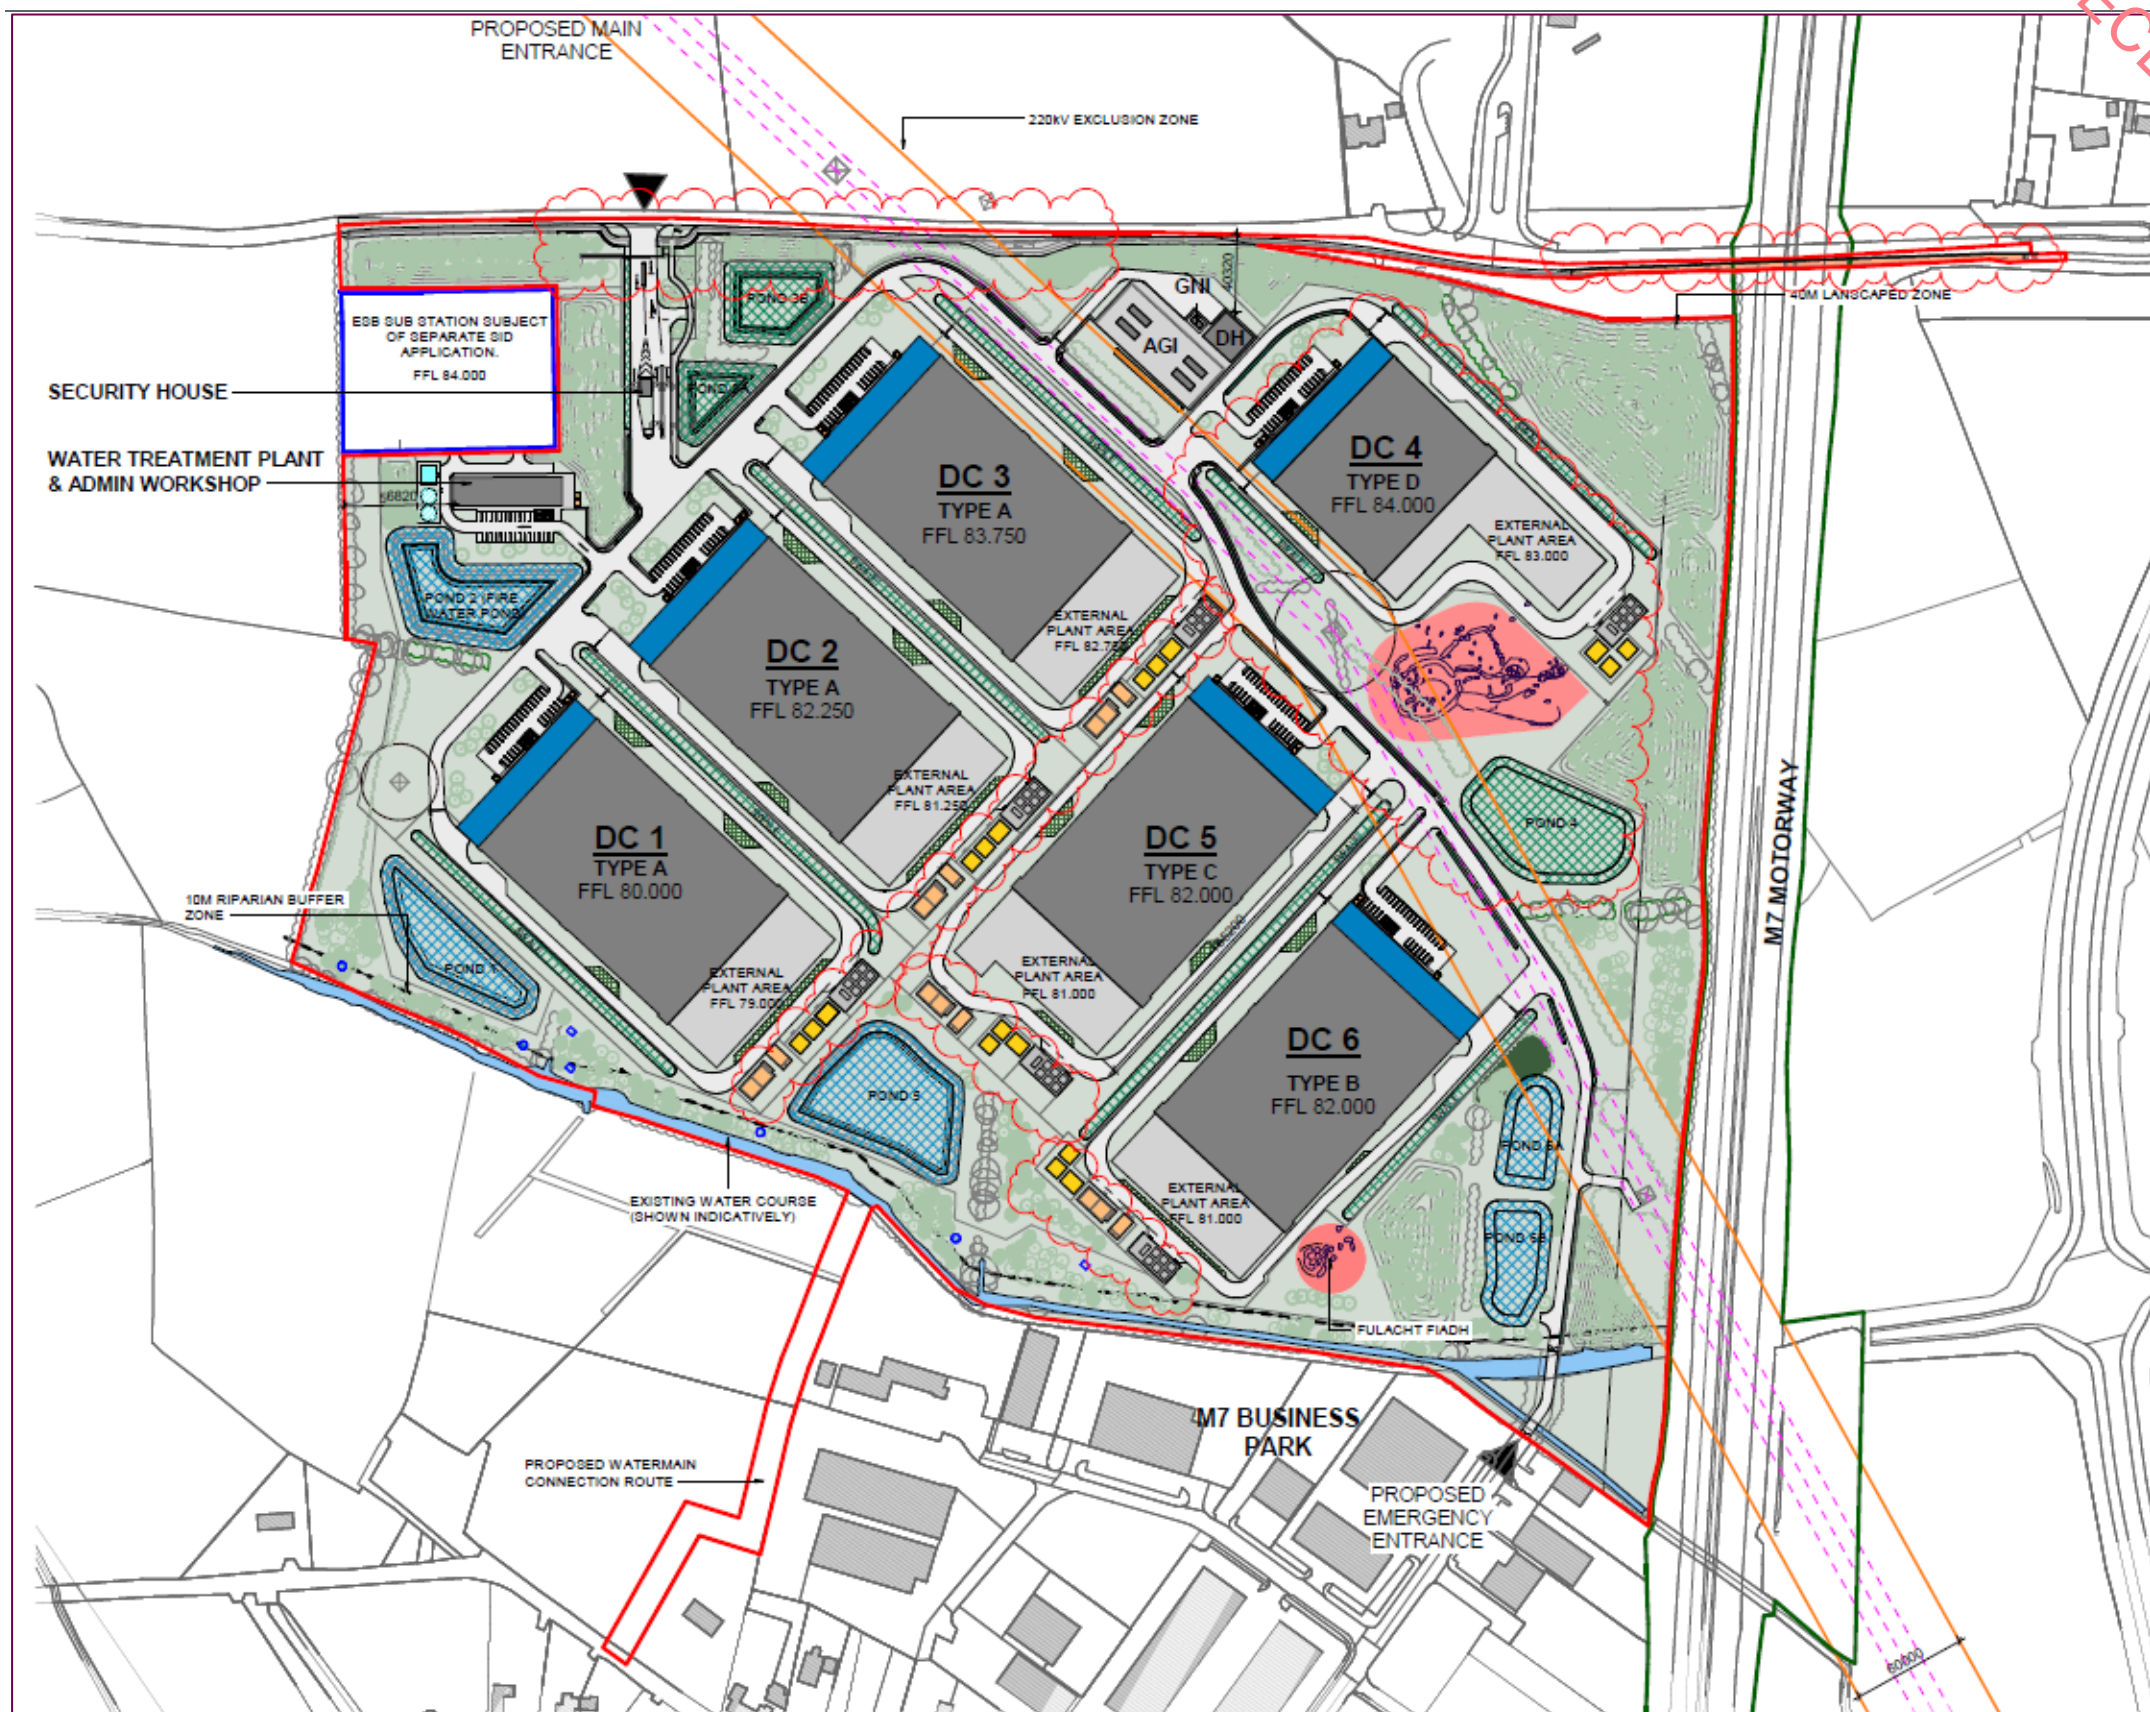 PROPOSED MAIN
ENTRANCE
220kV EXCLUSION ZONE
40320
GNI
AGI
DH
40M LANSCAPED ZONE
ESB SUB STATION SUBJECT
OF SEPARATE SID
APPLICATION.
FFL 84.000
POND 3B
SECURITY HOUSE
WATER TREATMENT PLANT
& ADMIN WORKSHOP
DC 3
TYPE A
FFL 83.750
DC 4
TYPE D
FFL 84.000
EXTERNAL
PLANT AREA
FFL 83.000
POND 2 (FIRE
WATER POND)
EXTERNAL
PLANT AREA
FFL 82.750
DC 2
TYPE A
FFL 82.250
EXTERNAL
PLANT AREA
FFL 81.250
POND 4
M7 MOTORWAY
DC 1
TYPE A
FFL 80.000
DC 5
TYPE C
FFL 82.000
10M RIPARIAN BUFFER
ZONE
POND 1
EXTERNAL
PLANT AREA
FFL 79.000
EXTERNAL
PLANT AREA
FFL 81.000
DC 6
TYPE B
FFL 82.000
POND 5
EXISTING WATER COURSE
(SHOWN INDICATIVELY)
EXTERNAL
PLANT AREA
FFL 81.000
FULACHT FIADH
M7 BUSINESS
PARK
PROPOSED WATERMAIN
CONNECTION ROUTE
PROPOSED
EMERGENCY
ENTRANCE
60000